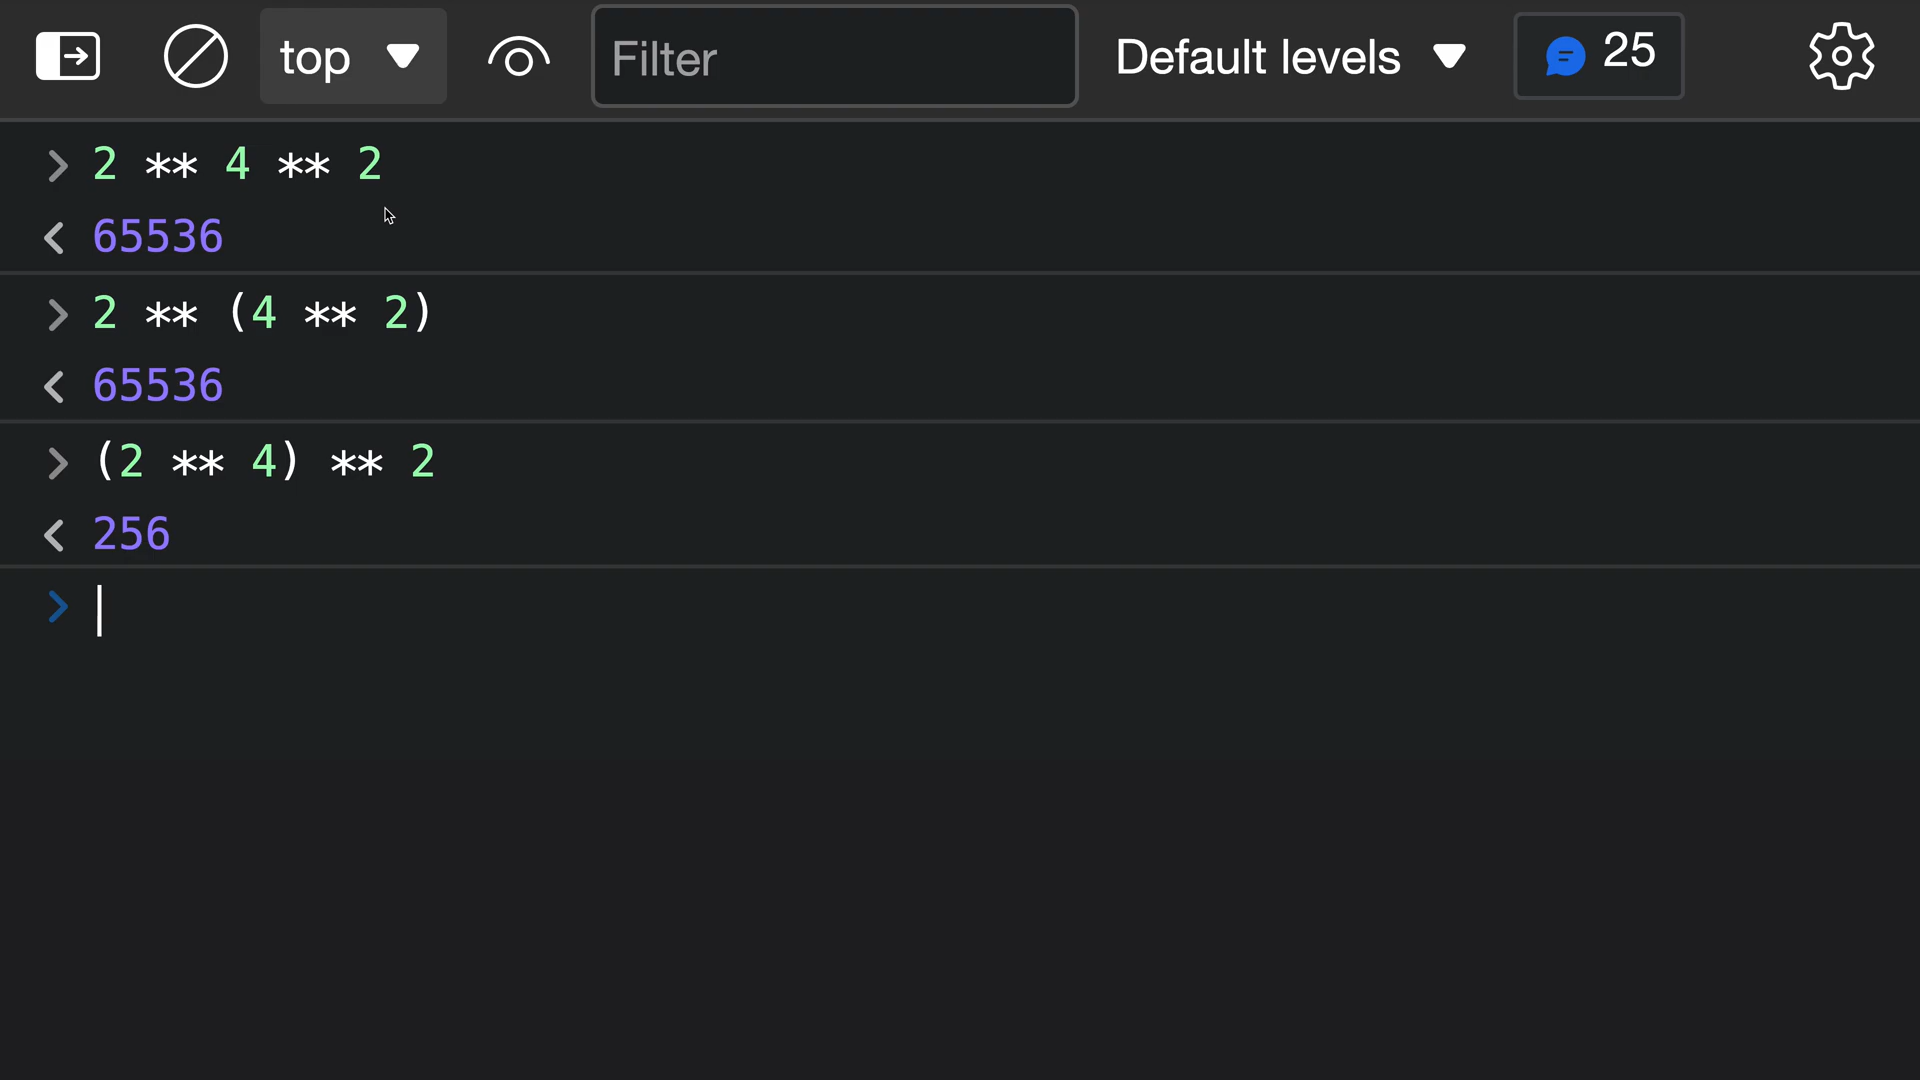 top Filter Default levels 25
> 2 ** 4 ** 2
< 65536
> 2 ** (4 ** 2)
< 65536
> (2 ** 4) ** 2
< 256
>